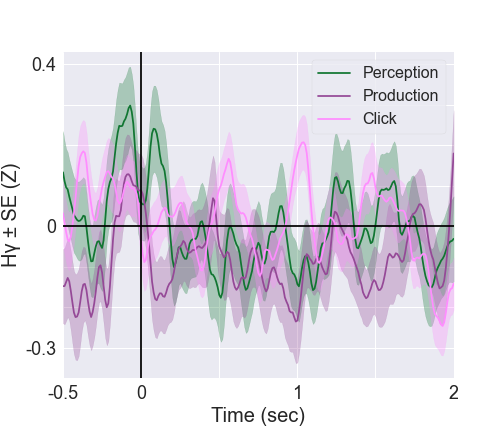 0.4
0
-0.3
Hγ ± SE (Z)
Perception
Production
Click
-0.5
0
1
2
Time (sec)